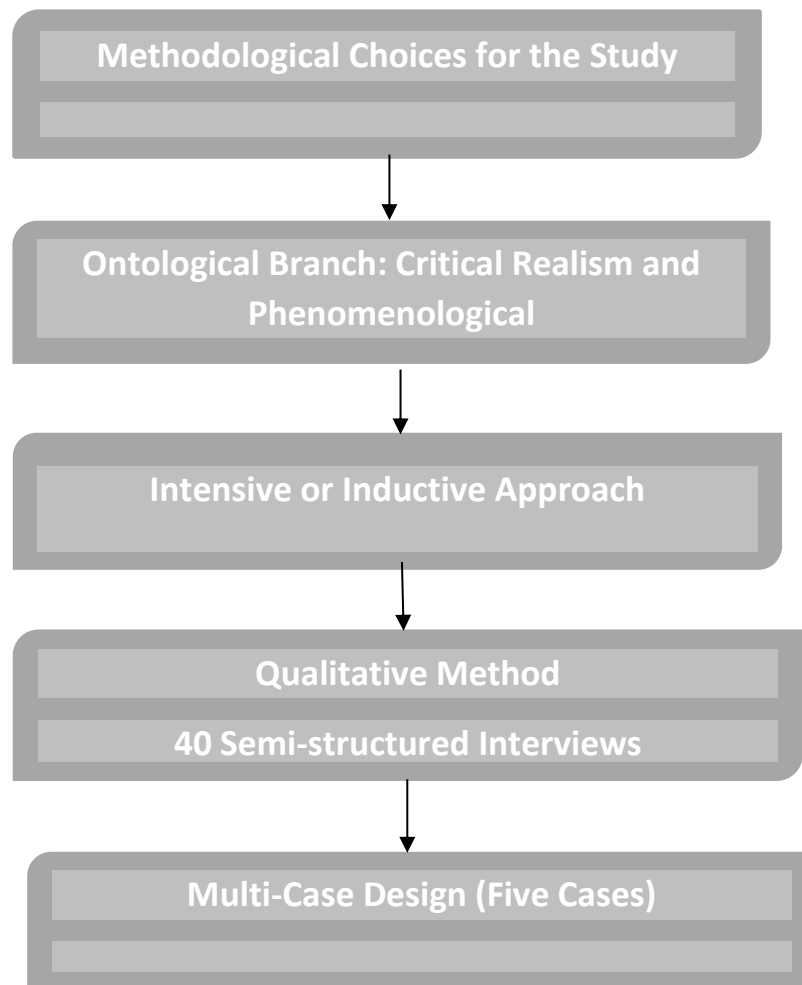 Methodological Choices for the Study
Ontological Branch: Critical Realism and
Phenomenological
Intensive or Inductive Approach
Qualitative Method
40 Semi-structured Interviews
Multi-Case Design (Five Cases)